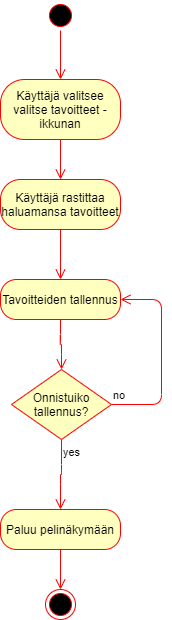 Käyttäjä valitsee
valitse tavoitteet -
ikkunan
Käyttäjä rastittaa
haluamansa tavoitteet
Tavoitteiden tallennus
Onnistuiko
tallennus?
no
yes
Paluu pelinäkymään